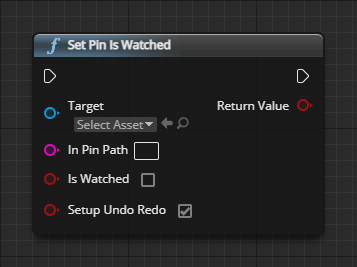 f Set Pin Is Watched
Target Return Value
Select Asset
In Pin Path
Is Watched
Setup Undo Redo